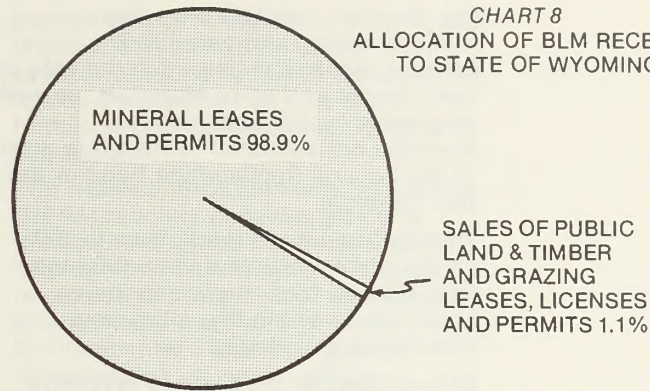 CHART 8
ALLOCATION OF BLM
TO STATE OF WYOMING
MINERAL LEASES
AND PERMITS 98.9%
SALES OF PUBLIC
LAND & TIMBER
AND GRAZING
LEASES, LICENSES
AND PERMITS 1.1%